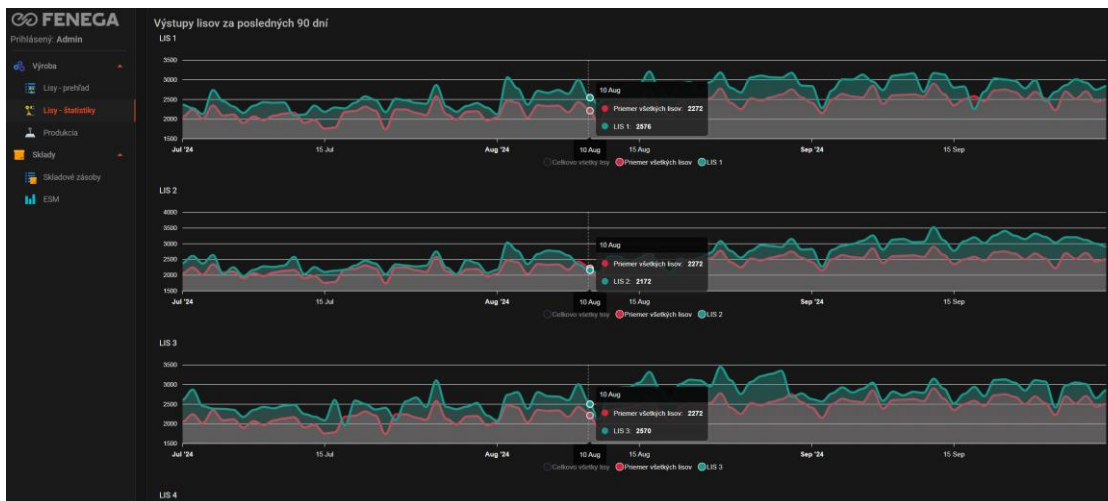 FENEGA
Prihlásený: Admin
Výroba
Lisy - prehľad
Lisy - štatistiky
Produkcia
Sklady
Skladové zásoby
ESM
Výstupy lisov za posledných 90 dní
LIS 1
3500
3000
2500
2000
1500
10 Aug
Priemer všetkých lisov: 2272
LIS 1: 2576
Jul '24 15 Jul Aug '24 10 Aug 15 Aug Sep '24 15 Sep
Celkovo všetky lisy Priemer všetkých lisov LIS 1
LIS 2
4000
3500
3000
2500
2000
1500
10 Aug
Priemer všetkých lisov: 2272
LIS 2: 2172
Jul '24 15 Jul Aug '24 10 Aug 15 Aug Sep '24 15 Sep
Celkovo všetky lisy Priemer všetkých lisov LIS 2
LIS 3
3500
3000
2500
2000
1500
10 Aug
Priemer všetkých lisov: 2272
LIS 3: 2570
Jul '24 15 Jul Aug '24 10 Aug 15 Aug Sep '24 15 Sep
Celkovo všetky lisy Priemer všetkých lisov LIS 3
LIS 4